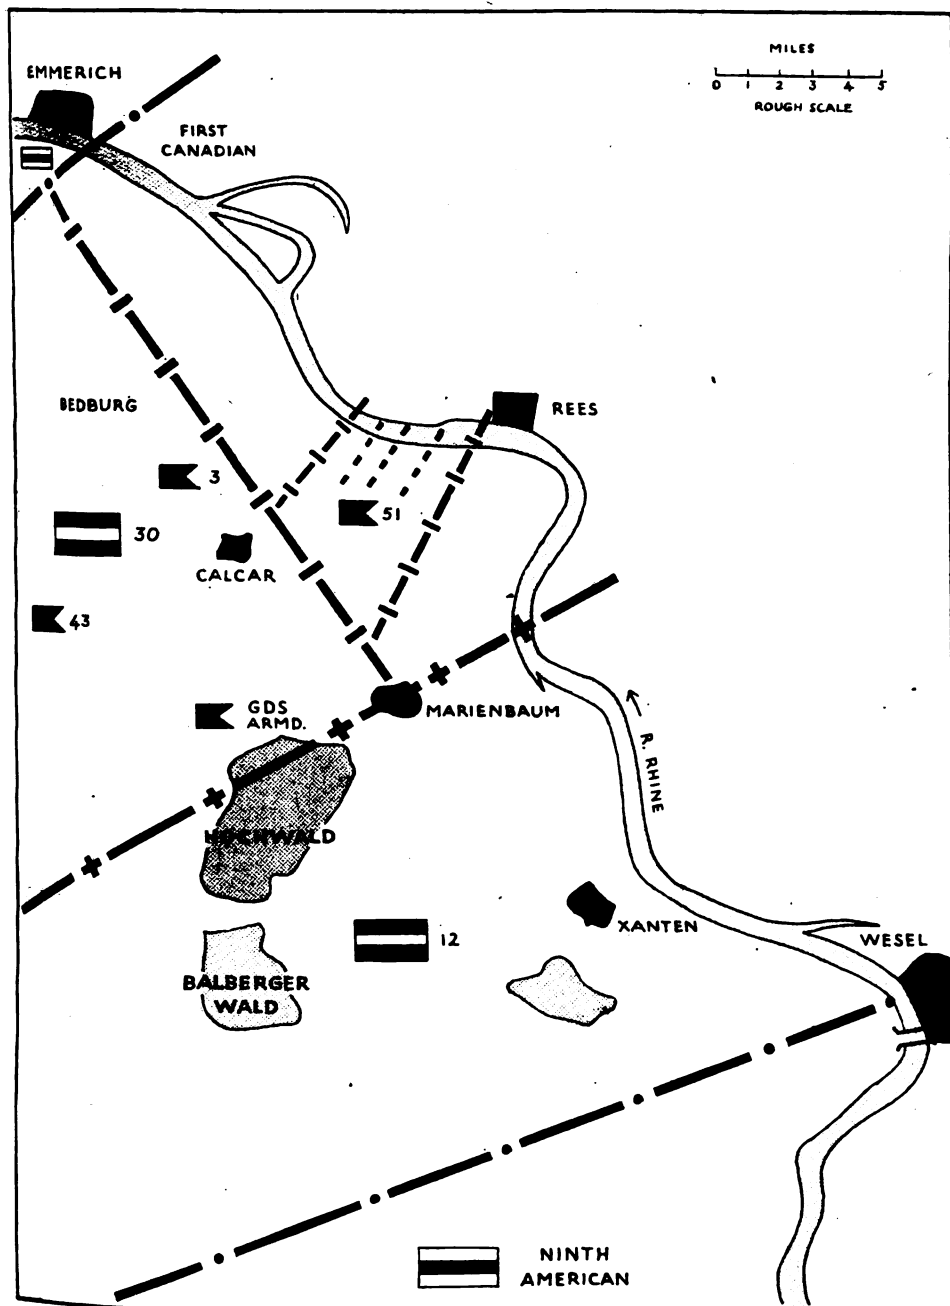 MILES
0 1 2 3 4 5
ROUGH SCALE
EMMERICH
FIRST
CANADIAN
BEDBURG
REES
3
51
30
CALCAR
43
GDS
ARMD.
MARIENBAUM
R. RHINE
HOCHWALD
XANTEN
12
WESEL
BALBERGER
WALD
NINTH
AMERICAN